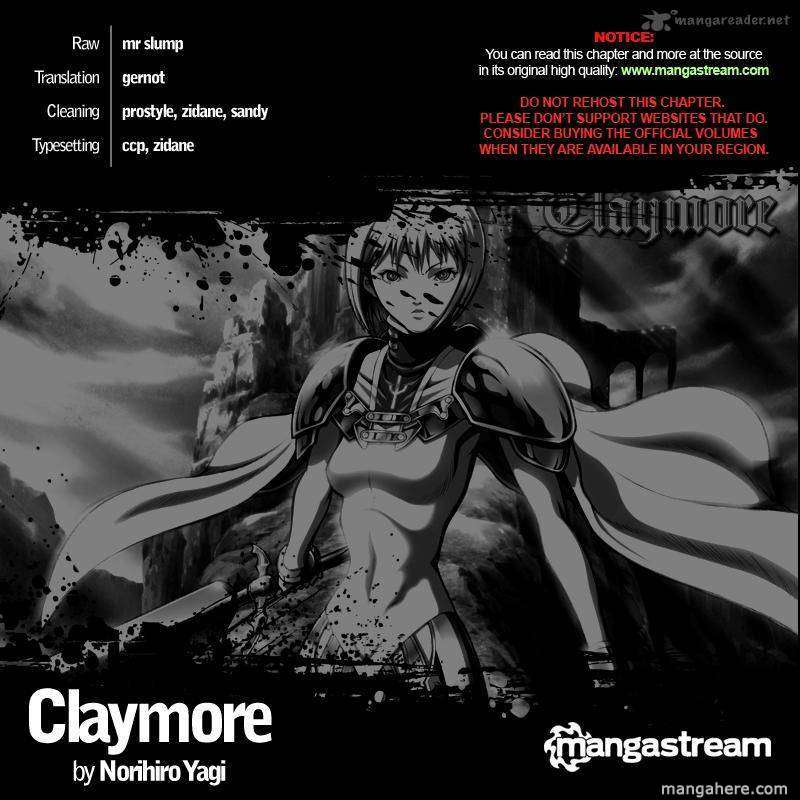 Raw mr slump
Translation gernot
Cleaning prostyle, zidane, sandy
Typesetting ccp, zidane
mangareader.net
NOTICE:
You can read this chapter and more at the source
in its original high quality: www.mangastream.com
DO NOT REHOST THIS CHAPTER.
PLEASE DON'T SUPPORT WEBSITES THAT DO.
CONSIDER BUYING THE OFFICIAL VOLUMES
WHEN THEY ARE AVAILABLE IN YOUR REGION.
Claymore
Claymore
by Norihiro Yagi
mangastream
mangahere.com